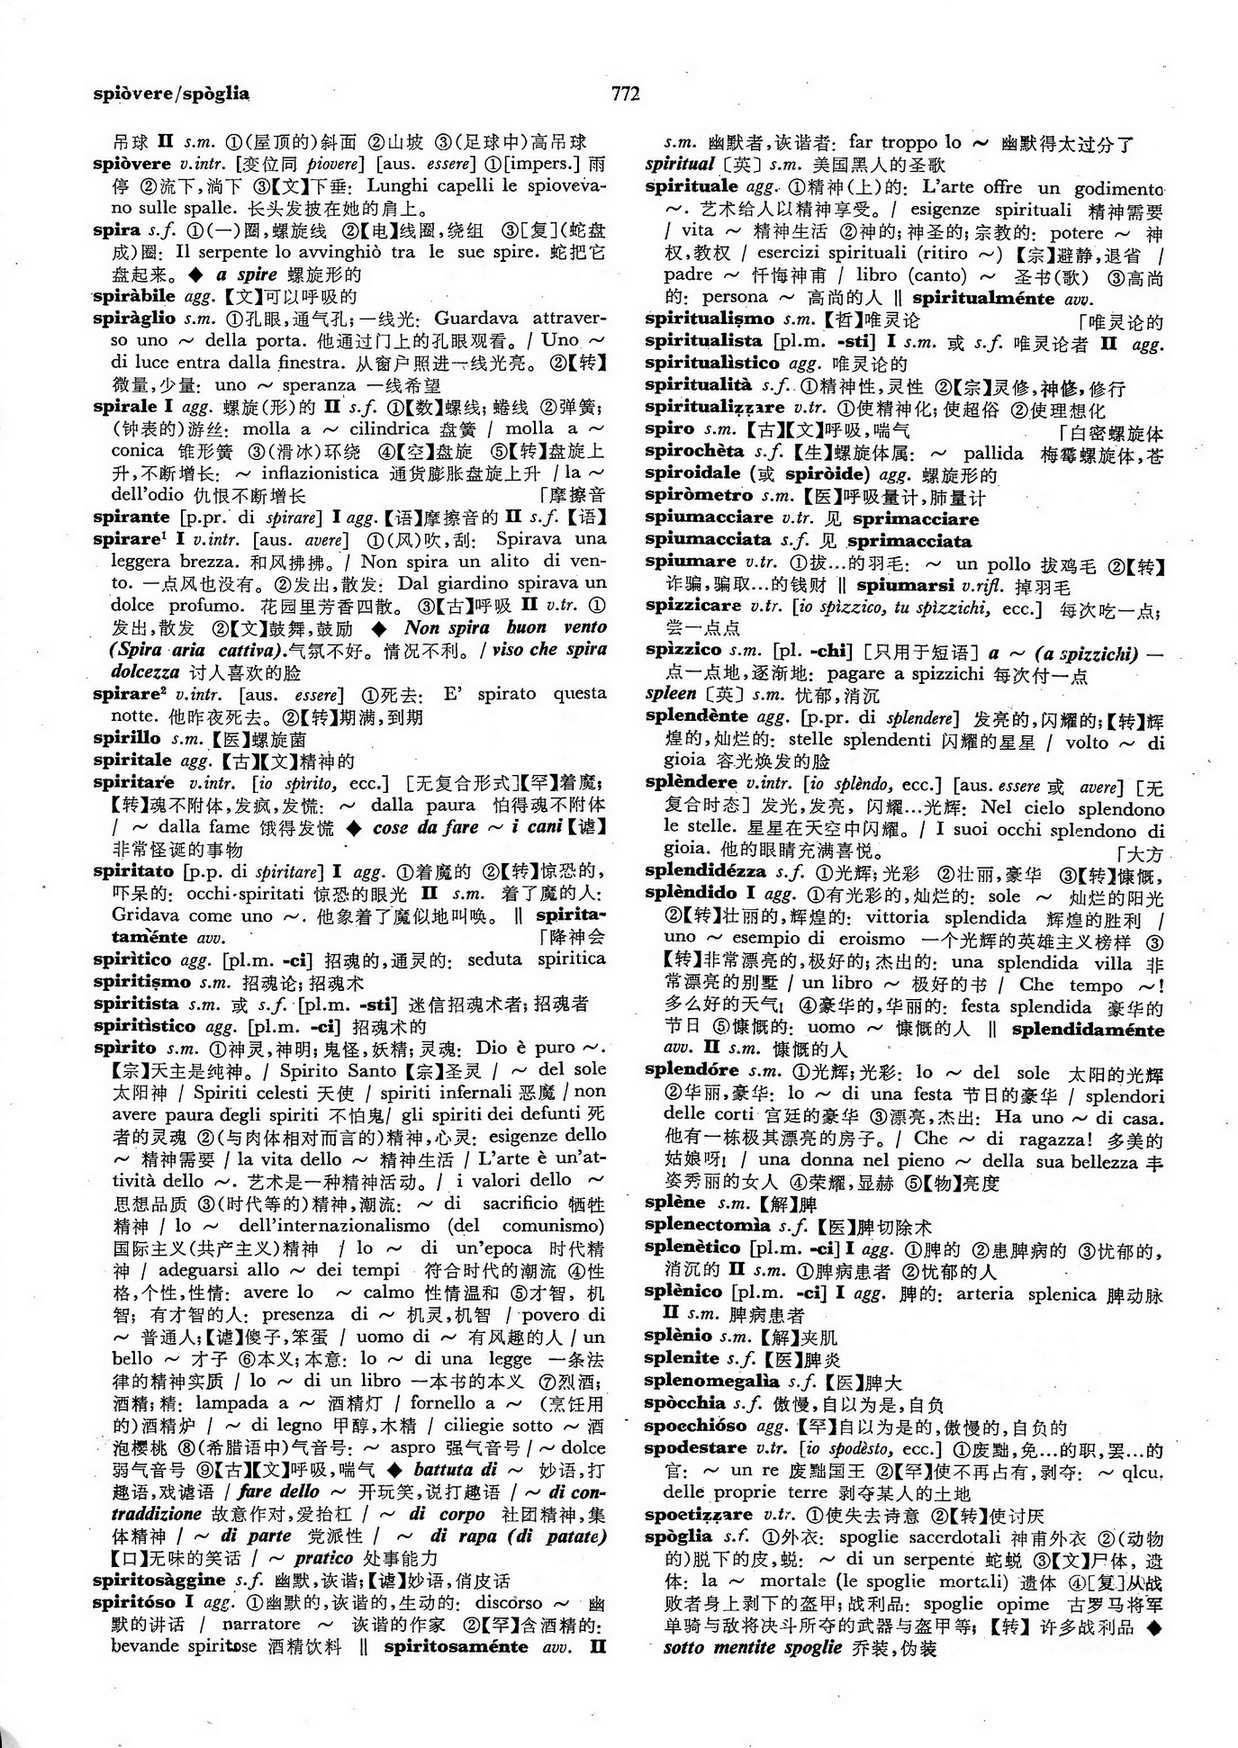 spiòvere/spòglia
772
吊球 II s.m. ①(屋顶的)斜面 ②山坡 ③(足球中)高吊球
spiòvere v.intr. [变位同 piovere] [aus. essere] ①[impers.] 雨
停 ②流下,淌下 ③【文】下垂: Lunghi capelli le spioveva-
no sulle spalle. 长头发披在她的肩上。
spira s.f. ①(一)圈,螺旋线 ②【电】线圈,绕组 ③[复](蛇盘
成)圈: Il serpente lo avvinghiò tra le sue spire. 蛇把它
盘起来。◆ a spire 螺旋形的
spiràbile agg. 【文】可以呼吸的
spiràglio s.m. ①孔眼,通气孔;一线光: Guardava attraver-
so uno ～ della porta. 他通过门上的孔眼观看。/ Uno ～
di luce entra dalla finestra. 从窗户照进一线光亮。②【转】
微量,少量: uno ～ speranza 一线希望
spirale I agg. 螺旋(形)的 II s.f. ①【数】螺线; 蜷线 ②弹簧;
(钟表的)游丝: molla a ～ cilindrica 盘簧 / molla a ～
conica 锥形簧 ③(滑冰)环绕 ④【空】盘旋 ⑤【转】盘旋上
升,不断增长: ～ inflazionistica 通货膨胀盘旋上升 / la ～
dell'odio 仇恨不断增长 「摩擦音
spirante [p.pr. di spirare] I agg. 【语】摩擦音的 II s.f. 【语】
spirare¹ I v.intr. [aus. avere] ①(风)吹,刮: Spirava una
leggera brezza. 和风拂拂。/ Non spira un alito di ven-
to. 一点风也没有。②发出,散发: Dal giardino spirava un
dolce profumo. 花园里芳香四散。③【古】呼吸 II v.tr. ①
发出,散发 ②【文】鼓舞,鼓励 ◆ Non spira buon vento
(Spira aria cattiva).气氛不好。情况不利。/ viso che spira
dolcezza 讨人喜欢的脸
spirare² v.intr. [aus. essere] ①死去: E' spirato questa
notte. 他昨夜死去。②【转】期满,到期
spirillo s.m.【医】螺旋菌
spiritale agg. 【古】【文】精神的
spiritare v.intr. [io spìrito, ecc.] [无复合形式]【罕】着魔;
【转】魂不附体,发疯,发慌: ～ dalla paura 怕得魂不附体
/ ～ dalla fame 饿得发慌 ◆ cose da fare ～ i cani【谑】
非常怪诞的事物
spiritato [p.p. di spiritare] I agg. ①着魔的 ②【转】惊恐的,
吓呆的: occhi spiritati 惊恐的眼光 II s.m. 着了魔的人:
Gridava come uno ～. 他象着了魔似地叫唤。‖ spirita-
taménte avv. 「降神会
spirìtico agg. [pl.m. -ci] 招魂的,通灵的: seduta spiritica
spiritismo s.m. 招魂论;招魂术
spiritista s.m. 或 s.f. [pl.m. -sti] 迷信招魂术者; 招魂者
spiritìstico agg. [pl.m. -ci] 招魂术的
spìrito s.m. ①神灵,神明;鬼怪,妖精;灵魂: Dio è puro ～.
【宗】天主是纯神。/ Spirito Santo【宗】圣灵 / ～ del sole
太阳神 / Spiriti celesti 天使 / spiriti infernali 恶魔 / non
avere paura degli spiriti 不怕鬼/ gli spiriti dei defunti 死
者的灵魂 ②(与肉体相对而言的)精神,心灵: esigenze dello
～ 精神需要 / la vita dello ～ 精神生活 / L'arte è un'at-
tività dello ～. 艺术是一种精神活动。/ i valori dello ～
思想品质 ③(时代等的)精神,潮流: ～ di sacrificio 牺牲
精神 / lo ～ dell'internazionalismo (del comunismo)
国际主义(共产主义)精神 / lo ～ di un'epoca 时代精
神 / adeguarsi allo ～ dei tempi 符合时代的潮流 ④性
格,个性,性情: avere lo ～ calmo 性情温和 ⑤才智, 机
智; 有才智的人: presenza di ～ 机灵,机智 / povero di
～ 普通人;【谑】傻子,笨蛋 / uomo di ～ 有风趣的人 / un
bello ～ 才子 ⑥本义;本意: lo ～ di una legge 一条法
律的精神实质 / lo ～ di un libro 一本书的本义 ⑦烈酒;
酒精;精: lampada a ～ 酒精灯 / fornello a ～ (烹饪用
的)酒精炉 / ～ di legno 甲醇,木精 / ciliegie sotto ～ 酒
泡樱桃 ⑧(希腊语中)气音号: ～ aspro 强气音号 / ～ dolce
弱气音号 ⑨【古】【文】呼吸,喘气 ◆ battuta di ～ 妙语,打
趣语,戏谑语 / fare dello ～ 开玩笑,说打趣语 / ～ di con-
traddizione 故意作对,爱抬杠 / ～ di corpo 社团精神,集
体精神 / ～ di parte 党派性 / ～ di rapa (di patate)
【口】无味的笑话 / ～ pratico 处事能力
spiritosàggine s.f. 幽默,诙谐;【谑】妙语,俏皮话
spiritóso I agg. ①幽默的,诙谐的,生动的: discorso ～ 幽
默的讲话 / narratore ～ 诙谐的作家 ②【罕】含酒精的:
bevande spiritose 酒精饮料 ‖ spiritosaménte avv. II
s.m. 幽默者,诙谐者: far troppo lo ～ 幽默得太过分了
spiritual〔英〕s.m. 美国黑人的圣歌
spirituale agg. ①精神(上)的: L'arte offre un godimento
～. 艺术给人以精神享受。/ esigenze spirituali 精神需要
/ vita ～ 精神生活 ②神的;神圣的;宗教的: potere ～ 神
权,教权 / esercizi spirituali (ritiro ～)【宗】避静,退省 /
padre ～ 忏悔神甫 / libro (canto) ～ 圣书(歌) ③高尚
的: persona ～ 高尚的人 ‖ spiritualménte avv.
spiritualismo s.m.【哲】唯灵论 「唯灵论的
spiritualista [pl.m. -sti] I s.m. 或 s.f. 唯灵论者 II agg.
spiritualìstico agg. 唯灵论的
spiritualità s.f. ①精神性,灵性 ②【宗】灵修,神修,修行
spiritualizzare v.tr. ①使精神化;使超俗 ②使理想化
spiro s.m.【古】【文】呼吸,喘气 「白密螺旋体
spirochèta s.f.【生】螺旋体属: ～ pallida 梅霉螺旋体,苍
spiroidale (或 spiròide) agg. 螺旋形的
spiròmetro s.m.【医】呼吸量计,肺量计
spiumacciare v.tr. 见 sprimacciare
spiumacciata s.f. 见 sprimacciata
spiumare v.tr. ①拔…的羽毛: ～ un pollo 拔鸡毛 ②【转】
诈骗,骗取…的钱财 ‖ spiumarsi v.rifl. 掉羽毛
spizzicare v.tr. [io spìzzico, tu spìzzichi, ecc.] 每次吃一点;
尝一点点
spìzzico s.m. [pl. -chi] [只用于短语] a ～ (a spizzichi) 一
点一点地,逐渐地: pagare a spizzichi 每次付一点
spleen〔英〕s.m. 忧郁,消沉
splendènte agg. [p.pr. di splendere] 发亮的,闪耀的;【转】辉
煌的,灿烂的: stelle splendenti 闪耀的星星 / volto ～ di
gioia 容光焕发的脸
splèndere v.intr. [io splèndo, ecc.] [aus. essere 或 avere] [无
复合时态] 发光,发亮, 闪耀…光辉: Nel cielo splendono
le stelle. 星星在天空中闪耀。/ I suoi occhi splendono di
gioia. 他的眼睛充满喜悦。 「大方
splendidézza s.f. ①光辉;光彩 ②壮丽,豪华 ③【转】慷慨,
splèndido I agg. ①有光彩的,灿烂的: sole ～ 灿烂的阳光
②【转】壮丽的,辉煌的: vittoria splendida 辉煌的胜利 /
uno ～ esempio di eroismo 一个光辉的英雄主义榜样 ③
【转】非常漂亮的,极好的;杰出的: una splendida villa 非
常漂亮的别墅 / un libro ～ 极好的书 / Che tempo ～!
多么好的天气! ④豪华的,华丽的: festa splendida 豪华的
节日 ⑤慷慨的: uomo ～ 慷慨的人 ‖ splendidaménte
avv. II s.m. 慷慨的人
splendóre s.m. ①光辉;光彩: lo ～ del sole 太阳的光辉
②华丽,豪华: lo ～ di una festa 节日的豪华 / splendori
delle corti 宫廷的豪华 ③漂亮,杰出: Ha uno ～ di casa.
他有一栋极其漂亮的房子。/ Che ～ di ragazza! 多美的
姑娘呀! / una donna nel pieno ～ della sua bellezza 丰
姿秀丽的女人 ④荣耀,显赫 ⑤【物】亮度
splène s.m.【解】脾
splenectomìa s.f.【医】脾切除术
splenètico [pl.m. -ci] I agg. ①脾的 ②患脾病的 ③忧郁的,
消沉的 II s.m. ①脾病患者 ②忧郁的人
splènico [pl.m. -ci] I agg. 脾的: arteria splenica 脾动脉
II s.m. 脾病患者
splènio s.m.【解】夹肌
splenite s.f.【医】脾炎
splenomegalìa s.f.【医】脾大
spòcchia s.f. 傲慢,自以为是,自负
spocchióso agg.【罕】自以为是的,傲慢的,自负的
spodestare v.tr. [io spodèsto, ecc.] ①废黜,免…的职,罢…的
官: ～ un re 废黜国王 ②【罕】使不再占有,剥夺: ～ qlcu.
delle proprie terre 剥夺某人的土地
spoetizzare v.tr. ①使失去诗意 ②【转】使讨厌
spòglia s.f. ①外衣: spoglie sacerdotali 神甫外衣 ②(动物
的)脱下的皮,蜕: ～ di un serpente 蛇蜕 ③【文】尸体, 遗
体: la ～ mortale (le spoglie mortali) 遗体 ④[复]从战
败者身上剥下的盔甲;战利品: spoglie opime 古罗马将军
单骑与敌将决斗所夺的武器与盔甲等;【转】许多战利品 ◆
sotto mentite spoglie 乔装,伪装